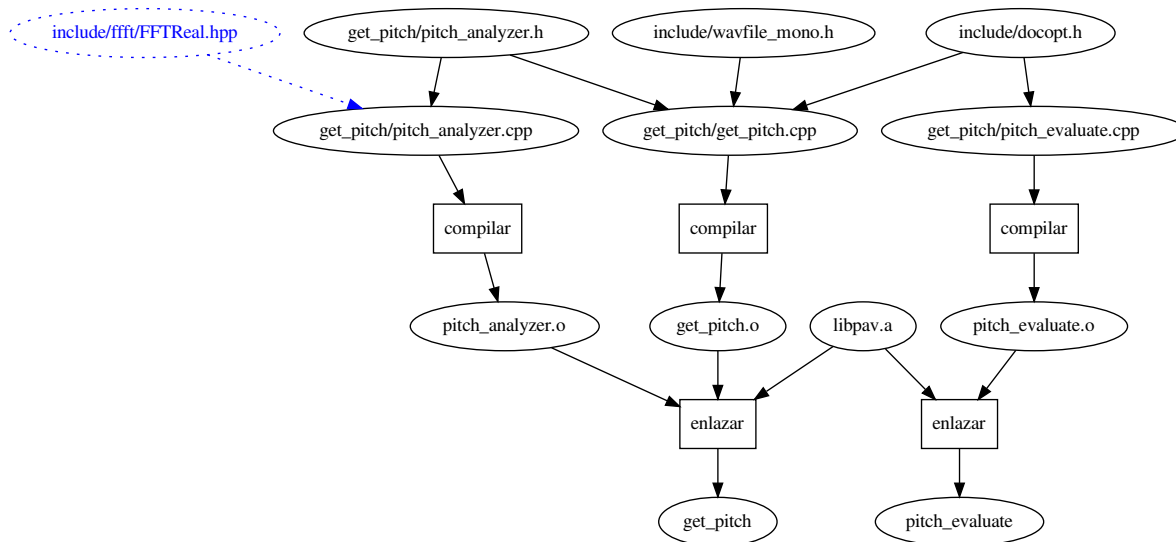 include/ffft/FFTReal.hpp
get_pitch/pitch_analyzer.h
include/wavfile_mono.h
include/docopt.h
get_pitch/pitch_analyzer.cpp
get_pitch/get_pitch.cpp
get_pitch/pitch_evaluate.cpp
compilar
compilar
compilar
pitch_analyzer.o
get_pitch.o
libpav.a
pitch_evaluate.o
enlazar
enlazar
get_pitch
pitch_evaluate